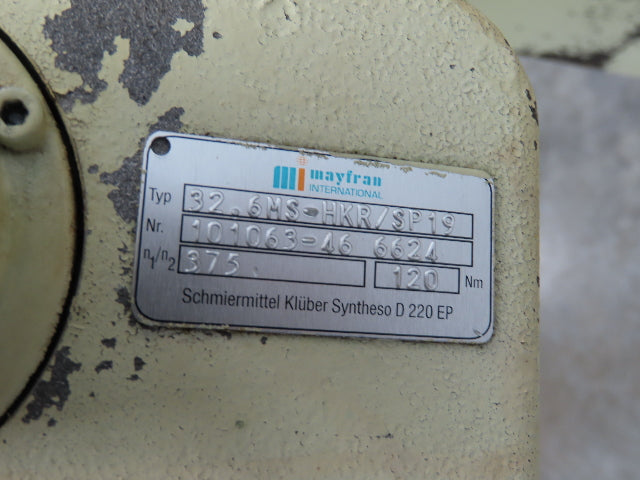 mayfran
INTERNATIONAL
Typ 32.6MS-HKR/SP19
Nr. 101063-46 6624
n1/n2 375 120 Nm
Schmiermittel Klüber Syntheso D 220 EP